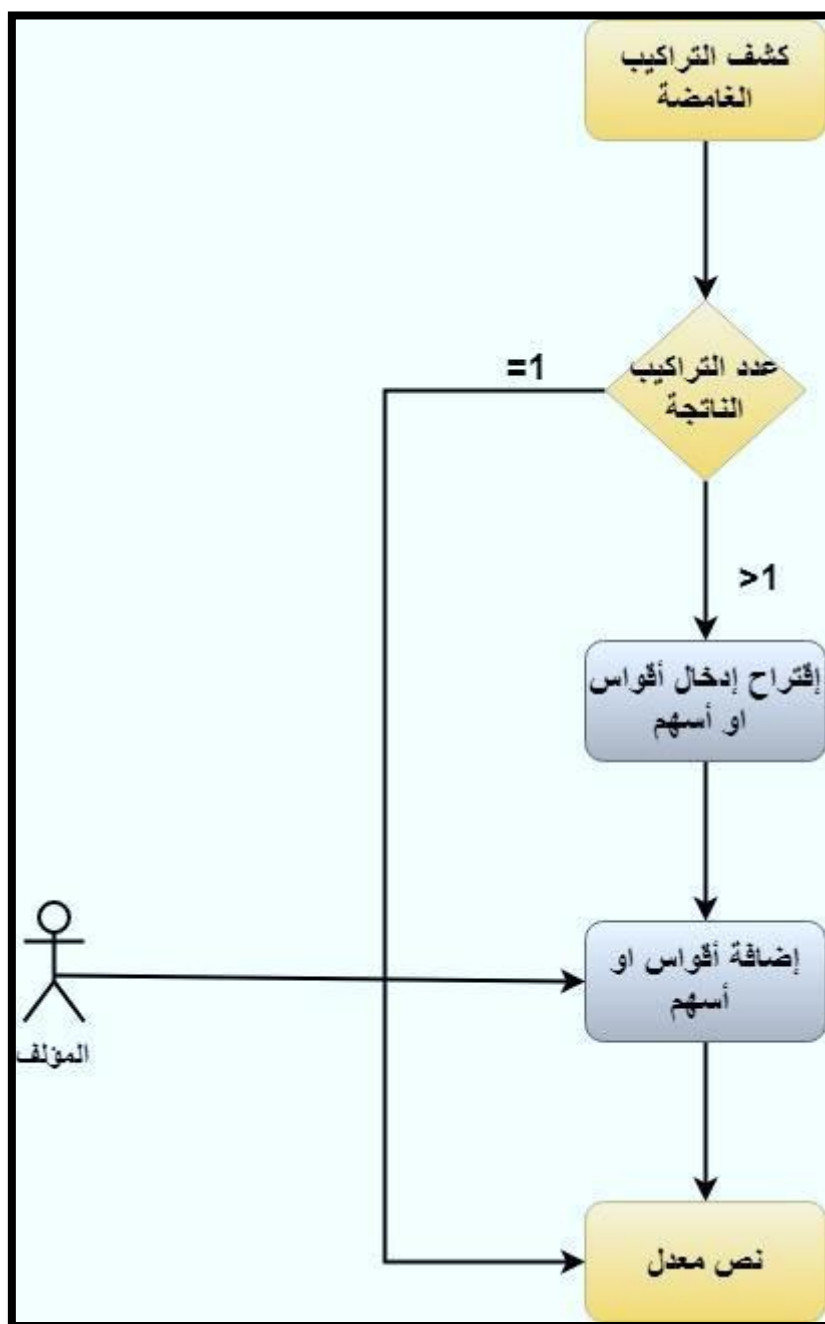 كشف التراكيب
الغامضة
عدد التراكيب
الناتجة
=1
>1
إقتراح إدخال أقواس
او أسهم
إضافة أقواس او
أسهم
المؤلف
نص معدل